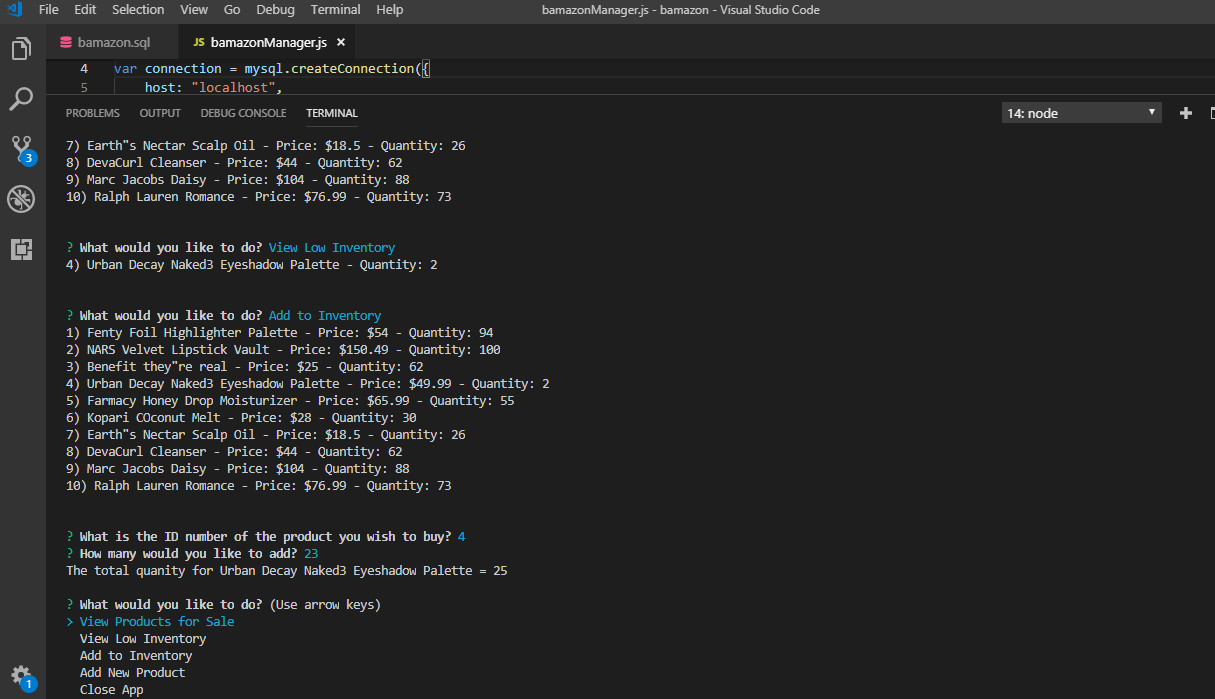 File Edit Selection View Go Debug Terminal Help bamazonManager.js - bamazon - Visual Studio Code
bamazon.sql JS bamazonManager.js ×
4 var connection = mysql.createConnection({
5 host: "localhost",
PROBLEMS OUTPUT DEBUG CONSOLE TERMINAL 14: node
7) Earth"s Nectar Scalp Oil - Price: $18.5 - Quantity: 26
8) DevaCurl Cleanser - Price: $44 - Quantity: 62
9) Marc Jacobs Daisy - Price: $104 - Quantity: 88
10) Ralph Lauren Romance - Price: $76.99 - Quantity: 73
? What would you like to do? View Low Inventory
4) Urban Decay Naked3 Eyeshadow Palette - Quantity: 2
? What would you like to do? Add to Inventory
1) Fenty Foil Highlighter Palette - Price: $54 - Quantity: 94
2) NARS Velvet Lipstick Vault - Price: $150.49 - Quantity: 100
3) Benefit they"re real - Price: $25 - Quantity: 62
4) Urban Decay Naked3 Eyeshadow Palette - Price: $49.99 - Quantity: 2
5) Farmacy Honey Drop Moisturizer - Price: $65.99 - Quantity: 55
6) Kopari COconut Melt - Price: $28 - Quantity: 30
7) Earth"s Nectar Scalp Oil - Price: $18.5 - Quantity: 26
8) DevaCurl Cleanser - Price: $44 - Quantity: 62
9) Marc Jacobs Daisy - Price: $104 - Quantity: 88
10) Ralph Lauren Romance - Price: $76.99 - Quantity: 73
? What is the ID number of the product you wish to buy? 4
? How many would you like to add? 23
The total quanity for Urban Decay Naked3 Eyeshadow Palette = 25
? What would you like to do? (Use arrow keys)
> View Products for Sale
View Low Inventory
Add to Inventory
Add New Product
Close App
3
1